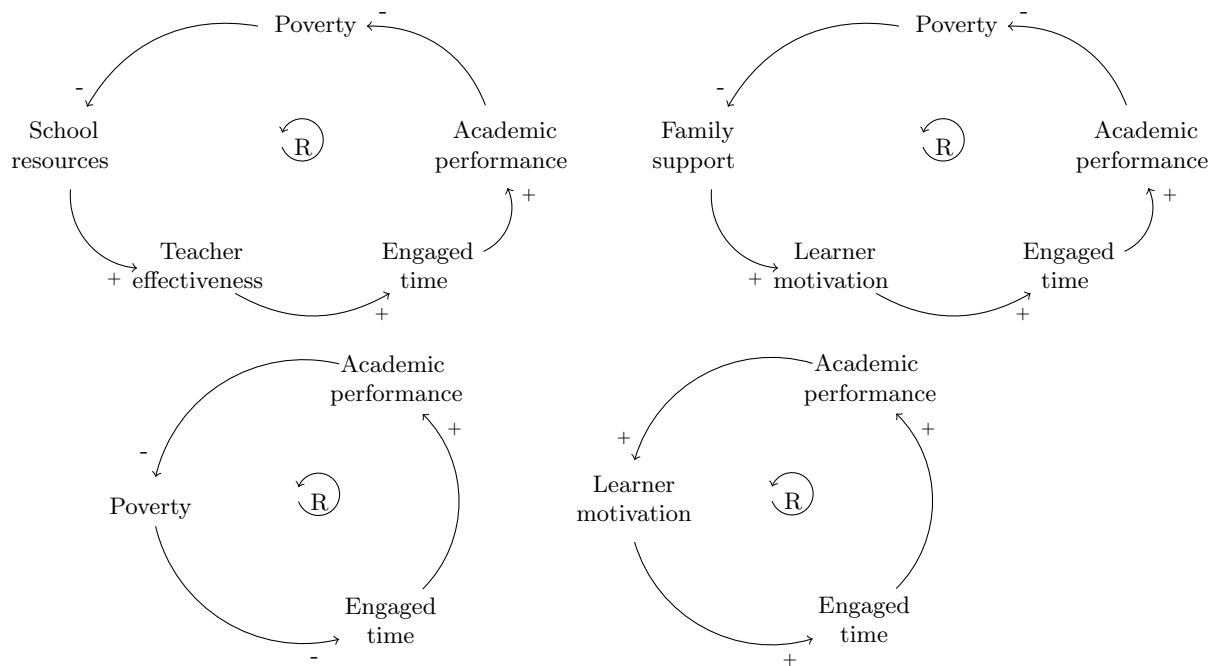 Poverty
-
-
School
resources
R
Academic
performance
+
+
Teacher
effectiveness
Engaged
time
+
Poverty
-
-
Family
support
R
Academic
performance
+
+
Learner
motivation
Engaged
time
+
Academic
performance
+
-
Poverty
R
Engaged
time
-
Academic
performance
+
+
Learner
motivation
R
Engaged
time
+